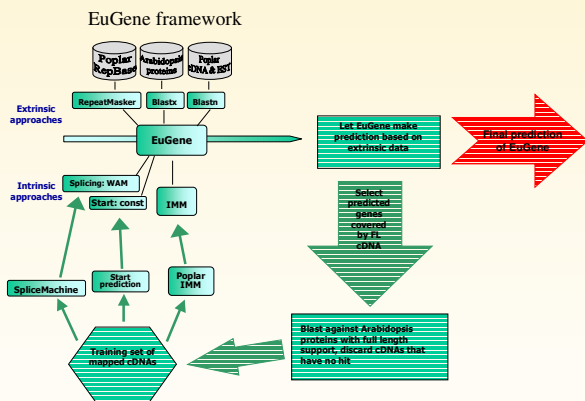 EuGene framework
Poplar
RepBase
Arabidopsis
proteins
Poplar
cDNA & EST
RepeatMasker
Blastx
Blastn
Extrinsic
approaches
EuGene
Let EuGene make
prediction based on
extrinsic data
Final prediction
of EuGene
Intrinsic
approaches
Splicing: WAM
Start: const
IMM
Select
predicted
genes
covered
by FL
cDNA
SpliceMachine
Start
prediction
Poplar
IMM
Training set of
mapped cDNAs
Blast against Arabidopsis
proteins with full length
support, discard cDNAs that
have no hit